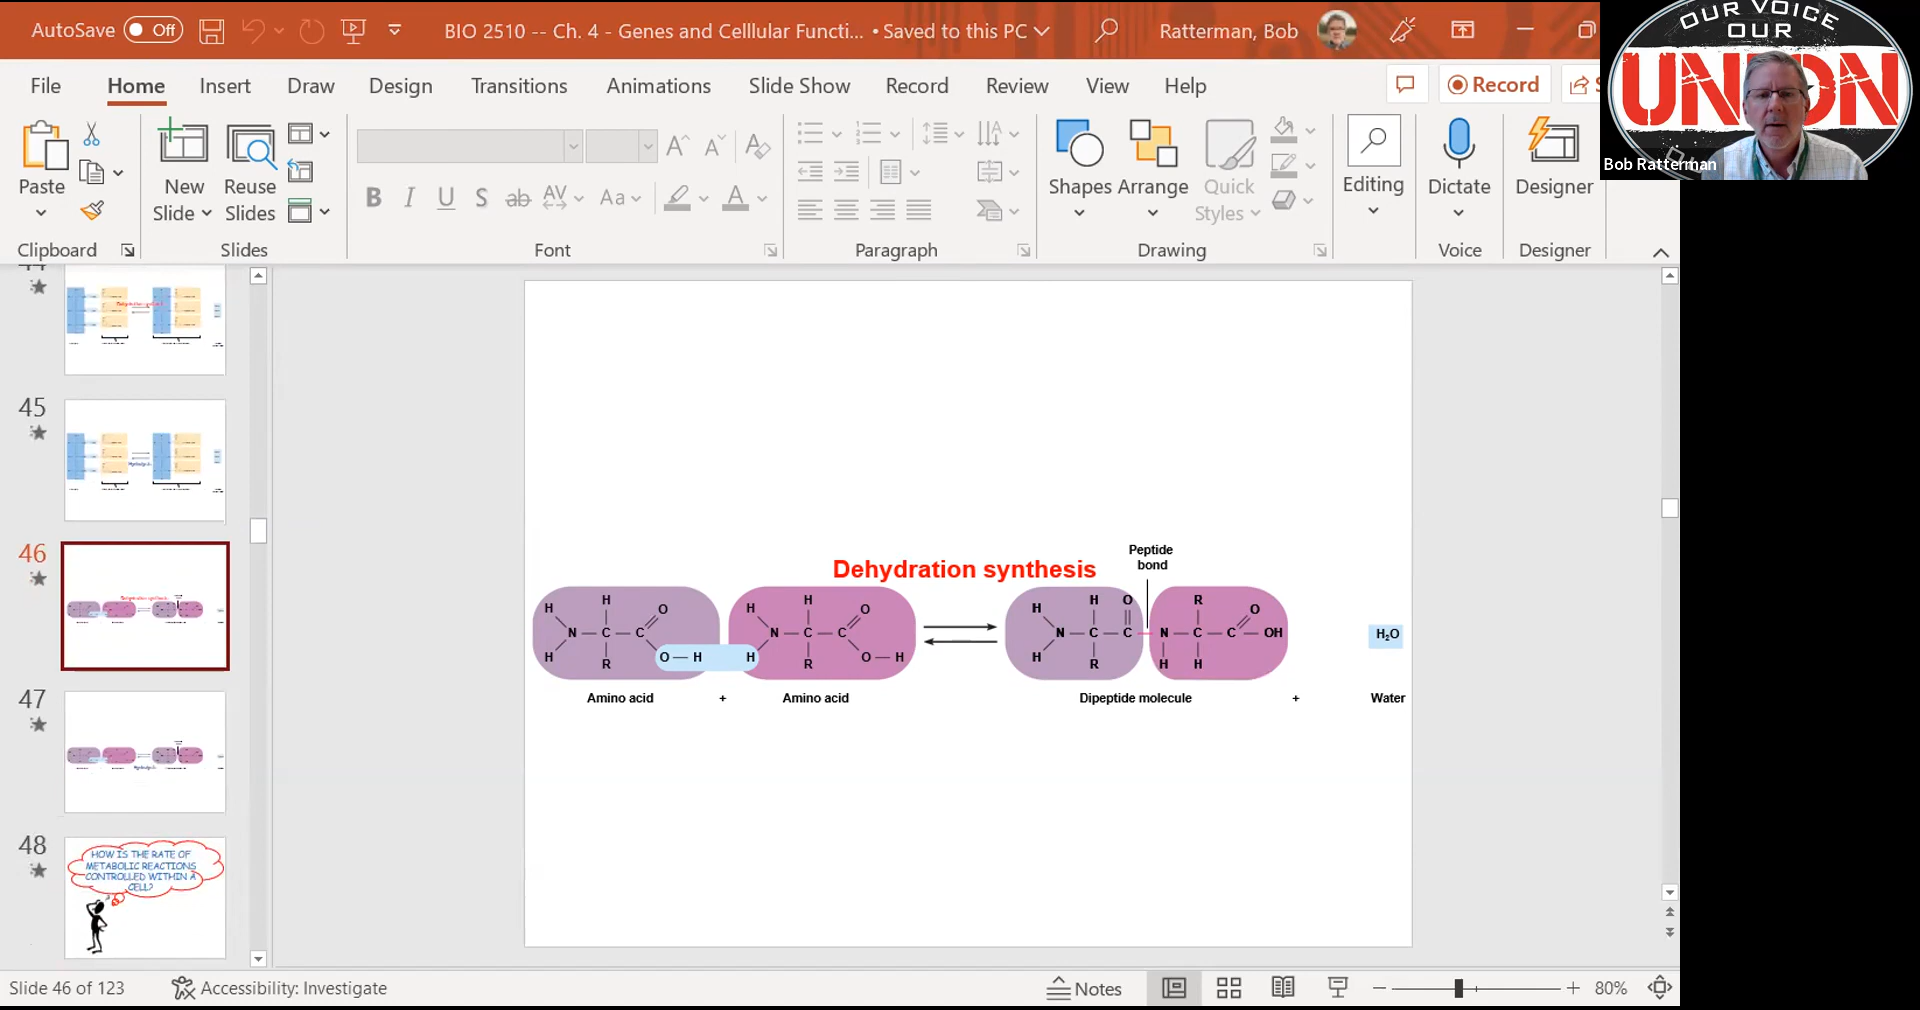 AutoSave Off
BIO 2510 -- Ch. 4 - Genes and Celllular Functi... • Saved to this PC
Ratterman, Bob
File Home Insert Draw Design Transitions Animations Slide Show Record Review View Help
Record
Paste
New
Slide
Reuse
Slides
Shapes Arrange
Quick
Styles
Editing
Dictate
Designer
Clipboard Slides Font Paragraph Drawing Voice Designer
OUR VOICE
OUR
UNION
Bob Ratterman
44
45
46
47
48
HOW IS THE RATE OF
METABOLIC REACTIONS
CONTROLLED WITHIN A
CELL?
Dehydration synthesis
Peptide
bond
H H O H H O H H O R O
N C C N C C N C C N C C OH
H R O H H R O H H R H H
H₂O
Amino acid + Amino acid Dipeptide molecule + Water
Slide 46 of 123
Accessibility: Investigate
Notes
80%